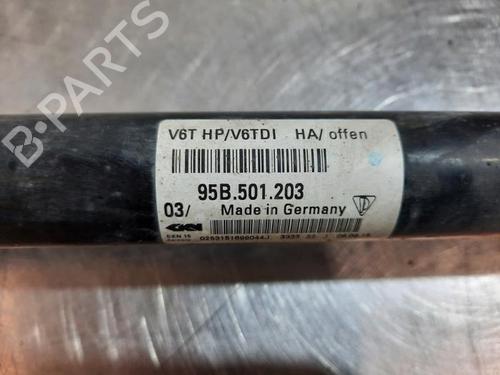 B-PARTS
V6T HP/V6TDI HA/ offen
95B.501.203
03/ Made in Germany
GKN